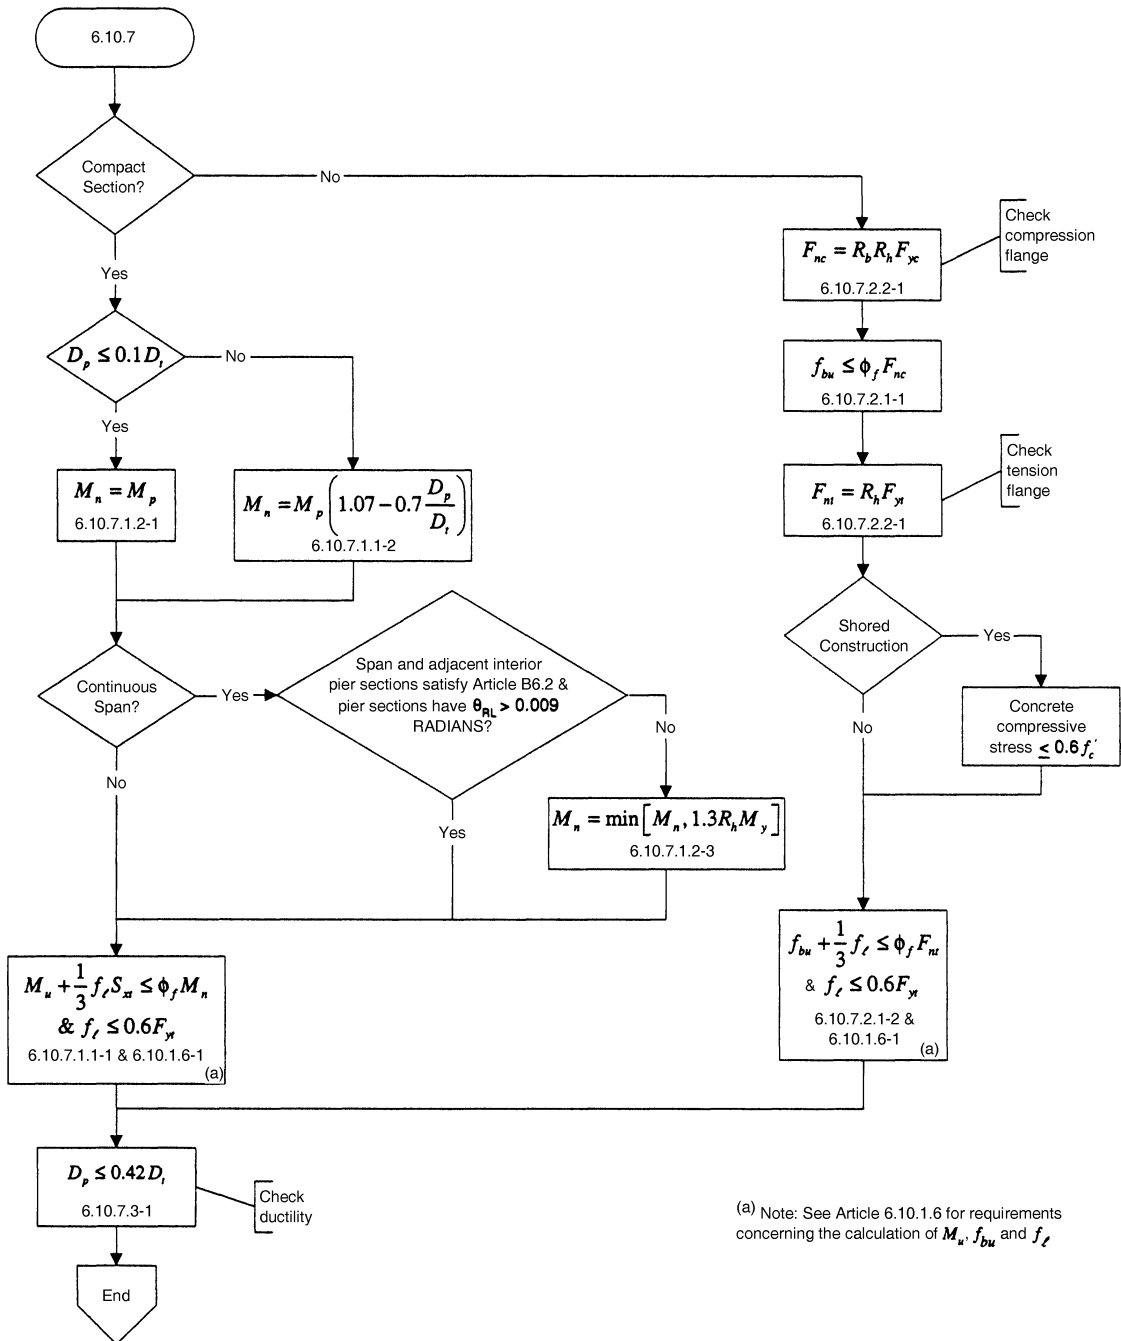 6.10.7
Compact
Section?
No
Yes
D_p ≤ 0.1 D_t
No
Yes
M_n = M_p
6.10.7.1.2-1
M_n = M_p (1.07 − 0.7 D_p / D_t)
6.10.7.1.1-2
Continuous
Span?
Yes
No
Span and adjacent interior
pier sections satisfy Article B6.2 &
pier sections have θ_RL > 0.009
RADIANS?
No
Yes
M_n = min [M_n, 1.3 R_h M_y]
6.10.7.1.2-3
M_u + 1/3 f_ℓ S_xt ≤ ϕ_f M_n
& f_ℓ ≤ 0.6F_yt
6.10.7.1.1-1 & 6.10.1.6-1
(a)
D_p ≤ 0.42 D_t
6.10.7.3-1
Check
ductility
End
F_nc = R_b R_h F_yc
6.10.7.2.2-1
Check
compression
flange
f_bu ≤ ϕ_f F_nc
6.10.7.2.1-1
F_nt = R_h F_yt
6.10.7.2.2-1
Check
tension
flange
Shored
Construction
Yes
No
Concrete
compressive
stress ≤ 0.6 f_c'
f_bu + 1/3 f_ℓ ≤ ϕ_f F_nt
& f_ℓ ≤ 0.6F_yt
6.10.7.2.1-2 &
6.10.1.6-1
(a)
(a) Note: See Article 6.10.1.6 for requirements
concerning the calculation of M_u, f_bu and f_ℓ